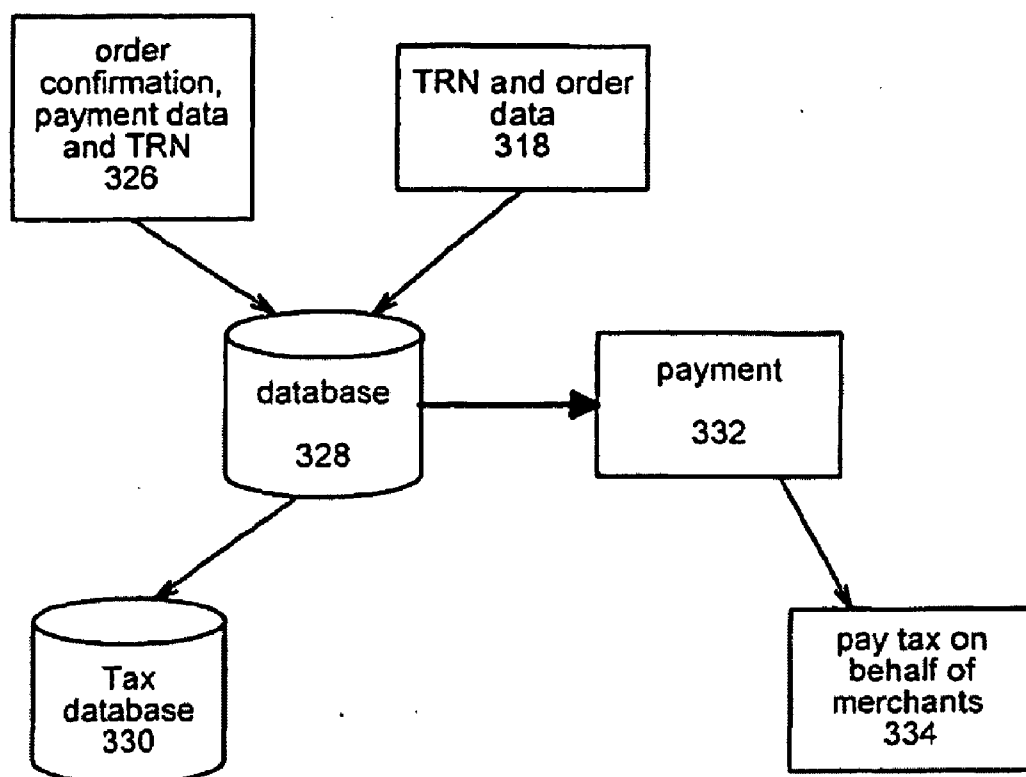 order
confirmation,
payment data
and TRN
326
TRN and order
data
318
database
328
payment
332
Tax
database
330
pay tax on
behalf of
merchants
334